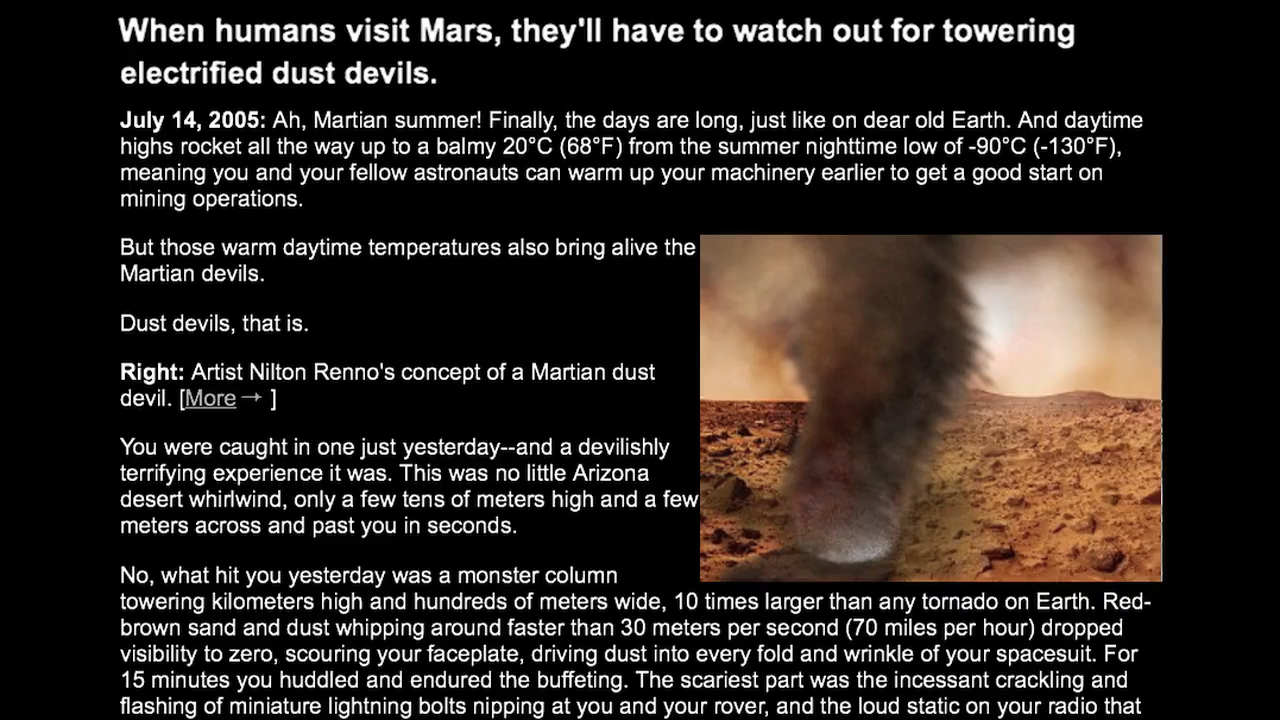 When humans visit Mars, they'll have to watch out for towering
electrified dust devils.
July 14, 2005: Ah, Martian summer! Finally, the days are long, just like on dear old Earth. And daytime
highs rocket all the way up to a balmy 20°C (68°F) from the summer nighttime low of -90°C (-130°F),
meaning you and your fellow astronauts can warm up your machinery earlier to get a good start on
mining operations.
But those warm daytime temperatures also bring alive the
Martian devils.
Dust devils, that is.
Right: Artist Nilton Renno's concept of a Martian dust
devil. [More→ ]
You were caught in one just yesterday--and a devilishly
terrifying experience it was. This was no little Arizona
desert whirlwind, only a few tens of meters high and a few
meters across and past you in seconds.
No, what hit you yesterday was a monster column
towering kilometers high and hundreds of meters wide, 10 times larger than any tornado on Earth. Red-
brown sand and dust whipping around faster than 30 meters per second (70 miles per hour) dropped
visibility to zero, scouring your faceplate, driving dust into every fold and wrinkle of your spacesuit. For
15 minutes you huddled and endured the buffeting. The scariest part was the incessant crackling and
flashing of miniature lightning bolts nipping at you and your rover, and the loud static on your radio that